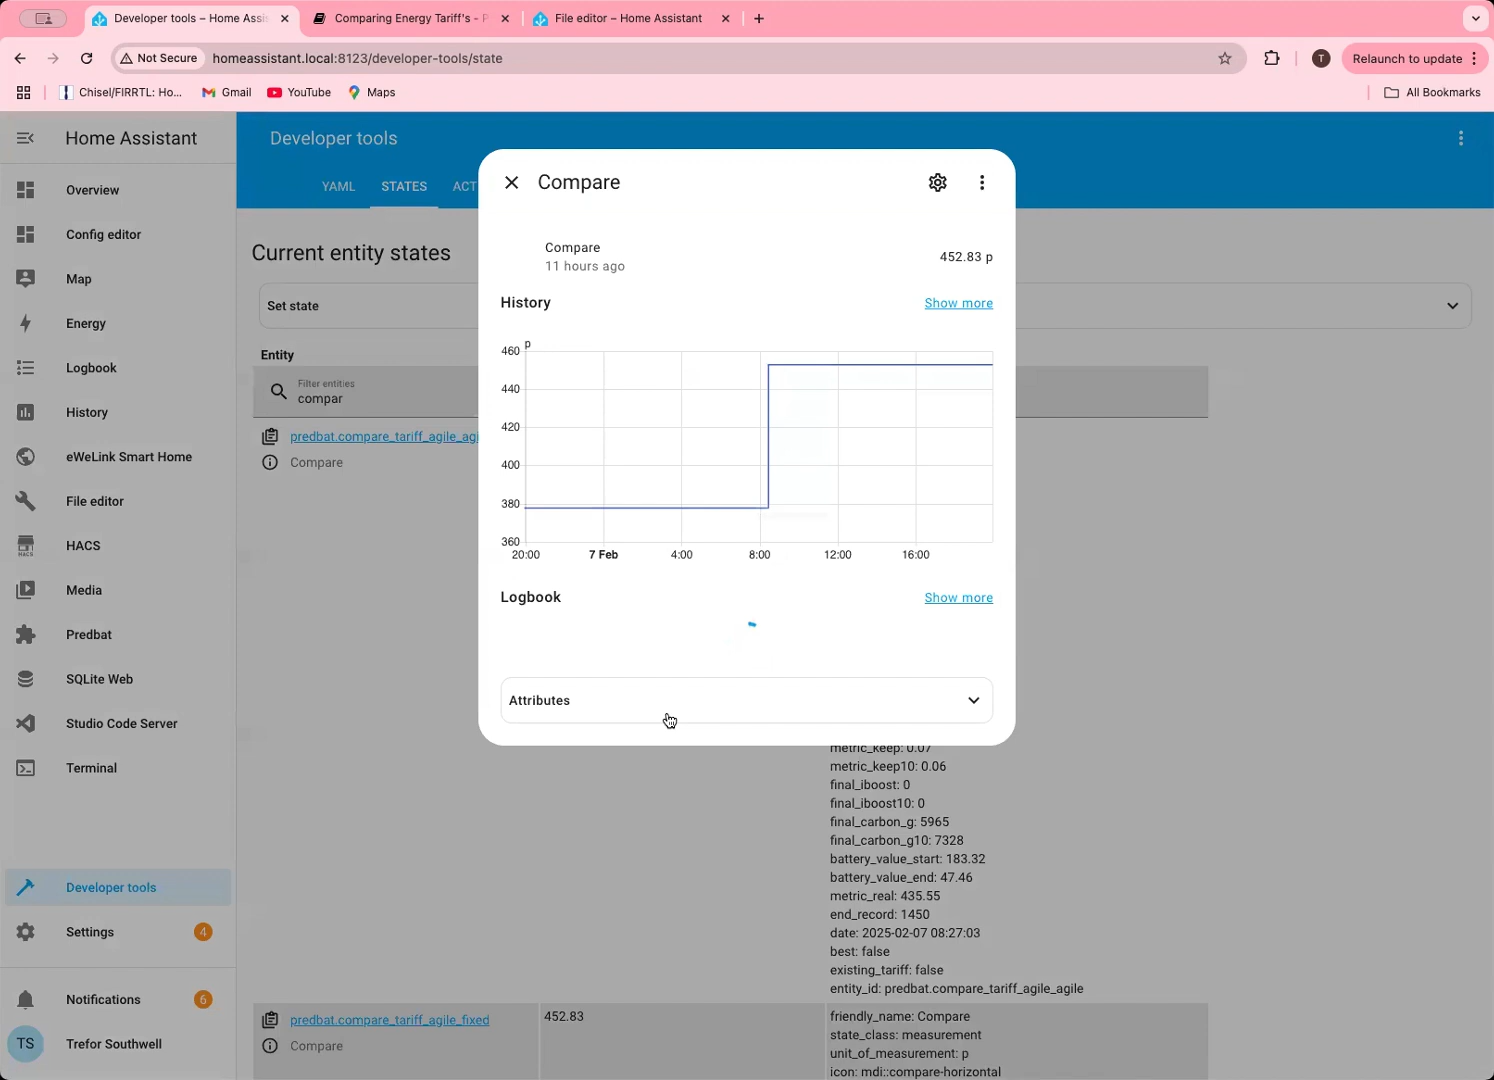 Developer tools – Home Assis
Comparing Energy Tariff's - P
File editor – Home Assistant
Not Secure
homeassistant.local:8123/developer-tools/state
T
Relaunch to update
Chisel/FIRRTL: Ho...
Gmail
YouTube
Maps
All Bookmarks
Home Assistant
Developer tools
YAML
STATES
ACT
Overview
Config editor
Map
Energy
Logbook
History
eWeLink Smart Home
File editor
HACS
Media
Predbat
SQLite Web
Studio Code Server
Terminal
Developer tools
Settings
4
Notifications
6
TS
Trefor Southwell
Current entity states
Set state
Entity
Filter entities
compar
predbat.compare_tariff_agile_agi
Compare
Compare
Compare
11 hours ago
452.83 p
History
Show more
p
460
440
420
400
380
360
20:00
7 Feb
4:00
8:00
12:00
16:00
Logbook
Show more
Attributes
metric_keep: 0.07
metric_keep10: 0.06
final_iboost: 0
final_iboost10: 0
final_carbon_g: 5965
final_carbon_g10: 7328
battery_value_start: 183.32
battery_value_end: 47.46
metric_real: 435.55
end_record: 1450
date: 2025-02-07 08:27:03
best: false
existing_tariff: false
entity_id: predbat.compare_tariff_agile_agile
predbat.compare_tariff_agile_fixed
Compare
452.83
friendly_name: Compare
state_class: measurement
unit_of_measurement: p
icon: mdi::compare-horizontal